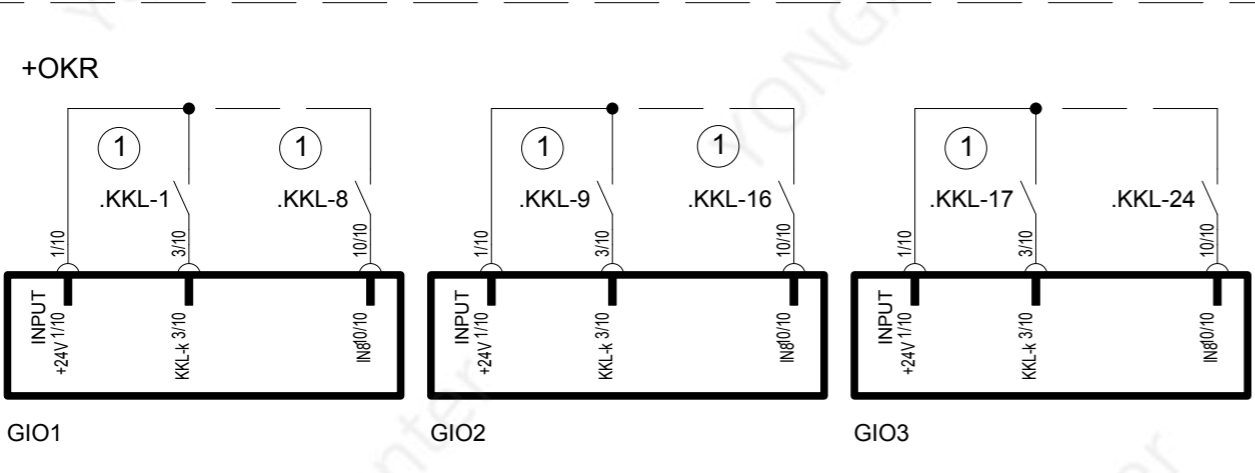 +OKR
1
1
1
1
1
.KKL-1
.KKL-8
.KKL-9
.KKL-16
.KKL-17
.KKL-24
1/10
3/10
10/10
1/10
3/10
10/10
1/10
3/10
10/10
INPUT
+24V 1/10
KKL-k 3/10
IN8 10/10
INPUT
+24V 1/10
KKL-k 3/10
IN8 10/10
INPUT
+24V 1/10
KKL-k 3/10
IN8 10/10
GIO1
GIO2
GIO3